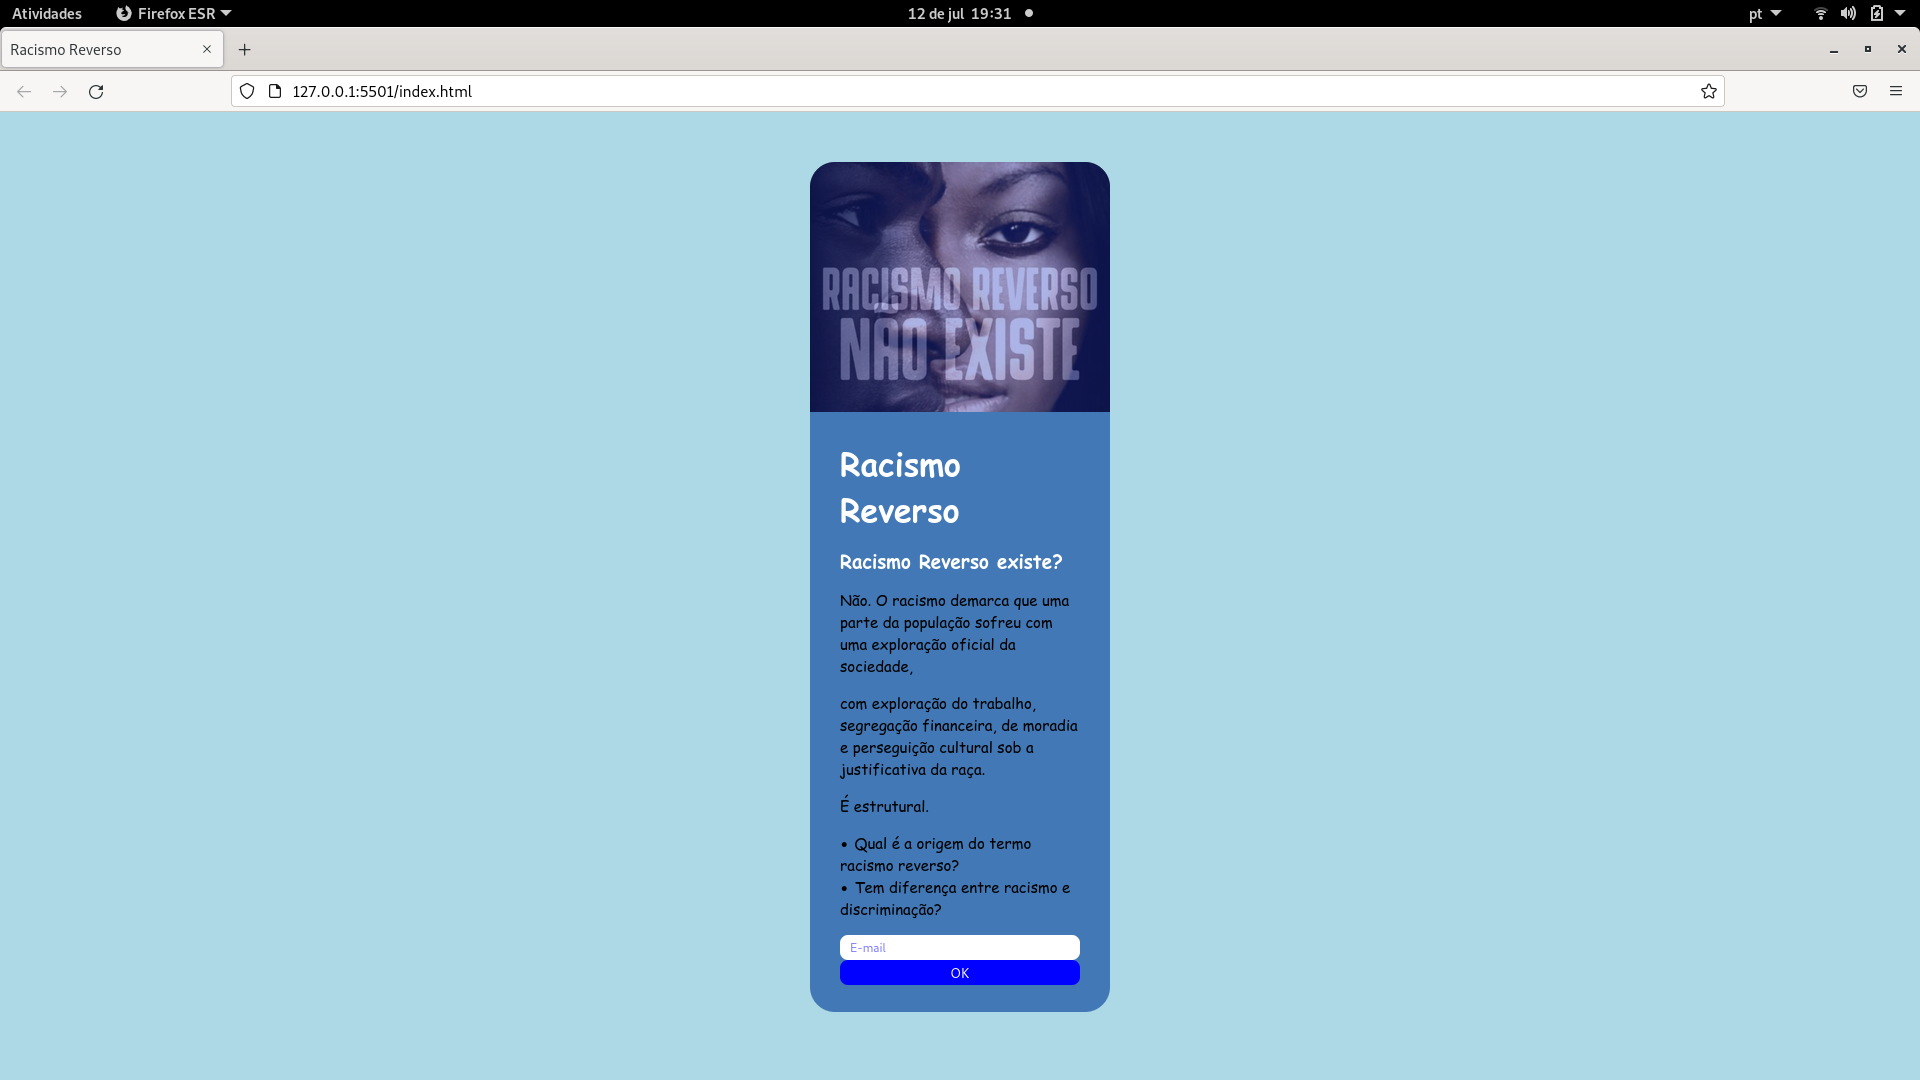 Atividades
Firefox ESR
12 de jul 19:31
pt
Racismo Reverso
127.0.0.1:5501/index.html
RACISMO REVERSO
NÃO EXISTE
Racismo
Reverso
Racismo Reverso existe?
Não. O racismo demarca que uma
parte da população sofreu com
uma exploração oficial da
sociedade,
com exploração do trabalho,
segregação financeira, de moradia
e perseguição cultural sob a
justificativa da raça.
É estrutural.
• Qual é a origem do termo
racismo reverso?
• Tem diferença entre racismo e
discriminação?
E-mail
OK